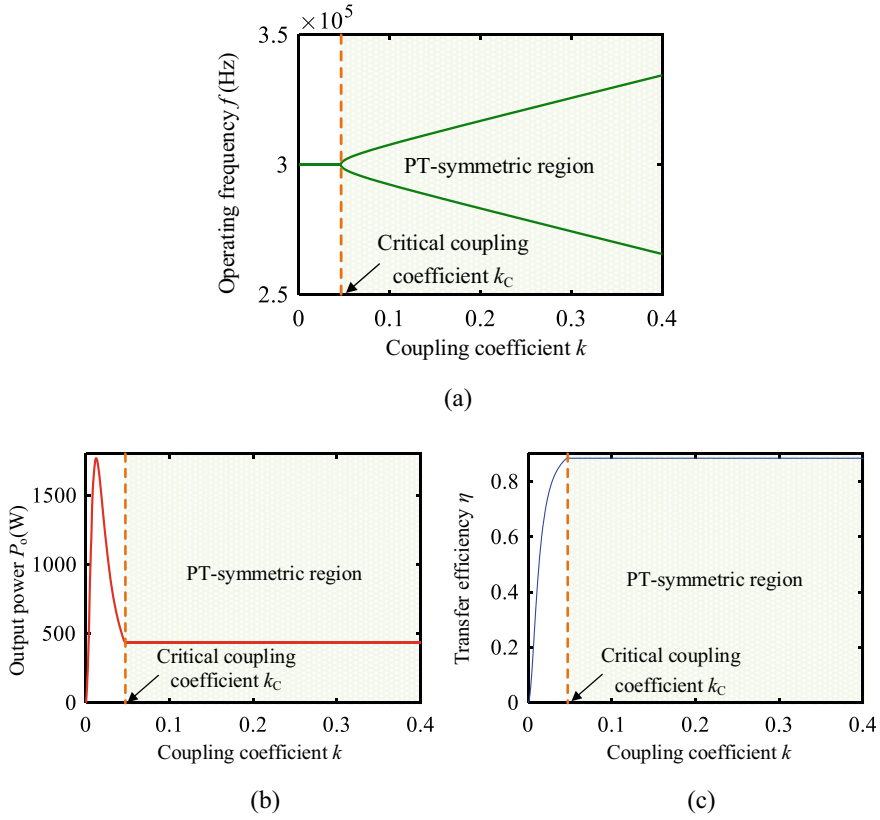 ×10⁵
3.5
3
2.5
Operating frequency f (Hz)
PT-symmetric region
Critical coupling
coefficient k_C
0 0.1 0.2 0.3 0.4
Coupling coefficient k
(a)
1500
1000
500
0
Output power P_o(W)
PT-symmetric region
Critical coupling
coefficient k_C
0 0.1 0.2 0.3 0.4
Coupling coefficient k
(b)
0.8
0.6
0.4
0.2
0
Transfer efficiency η
PT-symmetric region
Critical coupling
coefficient k_C
0 0.1 0.2 0.3 0.4
Coupling coefficient k
(c)